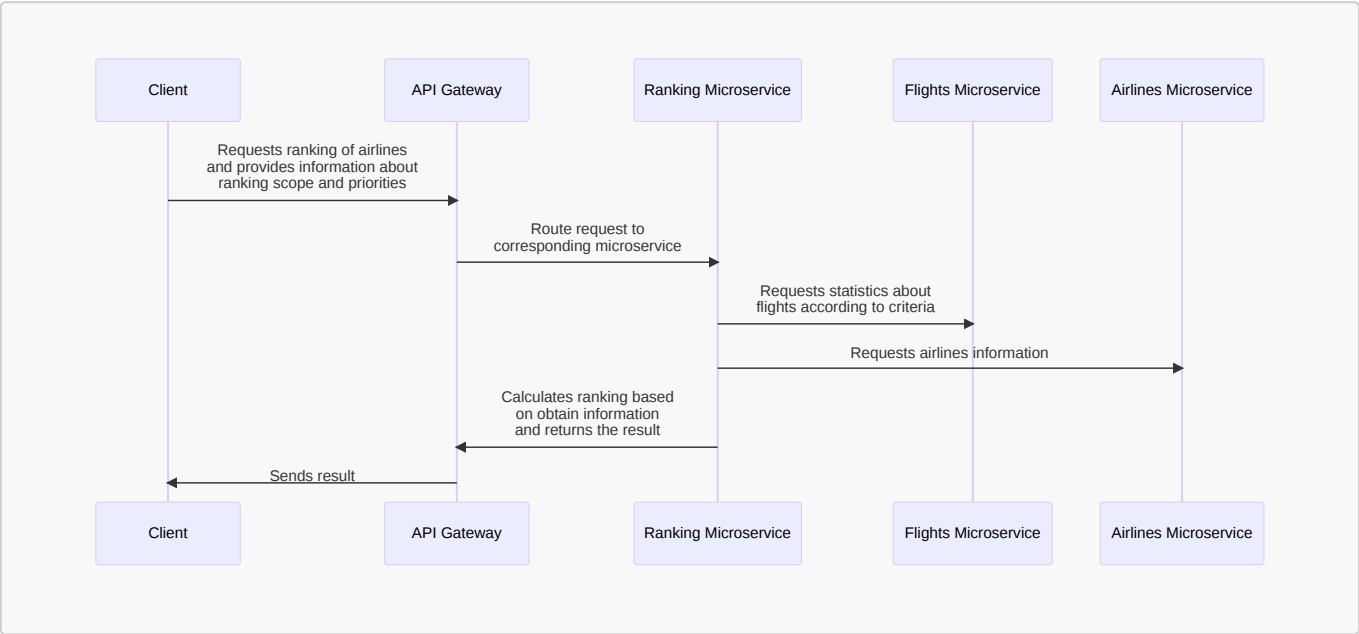 Client
API Gateway
Ranking Microservice
Flights Microservice
Airlines Microservice
Requests ranking of airlines
and provides information about
ranking scope and priorities
Route request to
corresponding microservice
Requests statistics about
flights according to criteria
Requests airlines information
Calculates ranking based
on obtain information
and returns the result
Sends result
Client
API Gateway
Ranking Microservice
Flights Microservice
Airlines Microservice